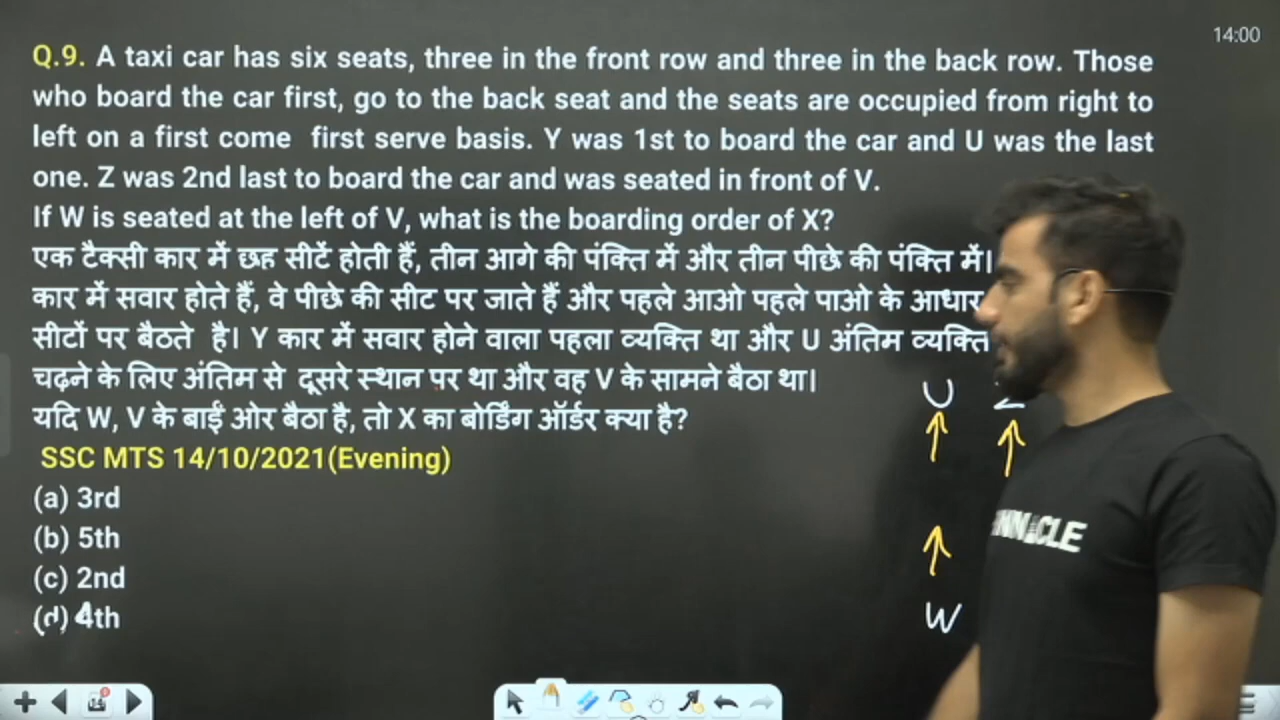 14:00
Q.9. A taxi car has six seats, three in the front row and three in the back row. Those
who board the car first, go to the back seat and the seats are occupied from right to
left on a first come first serve basis. Y was 1st to board the car and U was the last
one. Z was 2nd last to board the car and was seated in front of V.
If W is seated at the left of V, what is the boarding order of X?
एक टैक्सी कार में छह सीटें होती हैं, तीन आगे की पंक्ति में और तीन पीछे की पंक्ति में।
कार में सवार होते हैं, वे पीछे की सीट पर जाते हैं और पहले आओ पहले पाओ के आधार
सीटों पर बैठते है। Y कार में सवार होने वाला पहला व्यक्ति था और U अंतिम व्यक्ति
चढ़ने के लिए अंतिम से दूसरे स्थान पर था और वह V के सामने बैठा था।
यदि W, V के बाईं ओर बैठा है, तो X का बोर्डिंग ऑर्डर क्या है?
SSC MTS 14/10/2021(Evening)
(a) 3rd
(b) 5th
(c) 2nd
(d) 4th
U
W